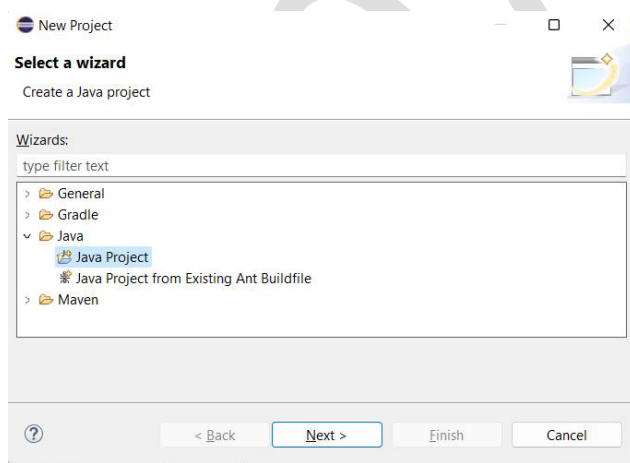 New Project
Select a wizard
Create a Java project
Wizards:
type filter text
General
Gradle
Java
Java Project
Java Project from Existing Ant Buildfile
Maven
?
< Back
Next >
Finish
Cancel